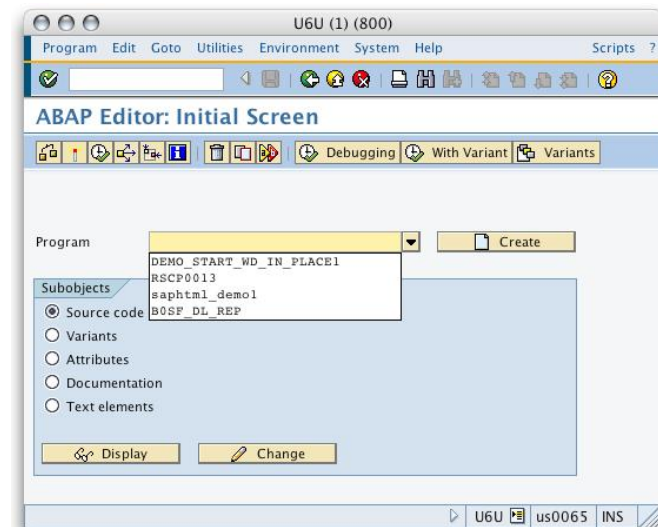 U6U (1) (800)
Program Edit Goto Utilities Environment System Help Scripts ?
ABAP Editor: Initial Screen
Debugging With Variant Variants
Program Create
DEMO_START_WD_IN_PLACE1
RSCP0013
saphtml_demo1
B0SF_DL_REP
Subobjects
Source code
Variants
Attributes
Documentation
Text elements
Display Change
U6U us0065 INS